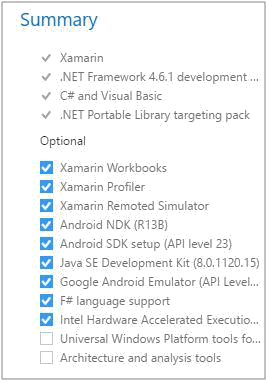 Summary
Xamarin
.NET Framework 4.6.1 development ...
C# and Visual Basic
.NET Portable Library targeting pack
Optional
Xamarin Workbooks
Xamarin Profiler
Xamarin Remoted Simulator
Android NDK (R13B)
Android SDK setup (API level 23)
Java SE Development Kit (8.0.1120.15)
Google Android Emulator (API Level...
F# language support
Intel Hardware Accelerated Executio...
Universal Windows Platform tools fo...
Architecture and analysis tools